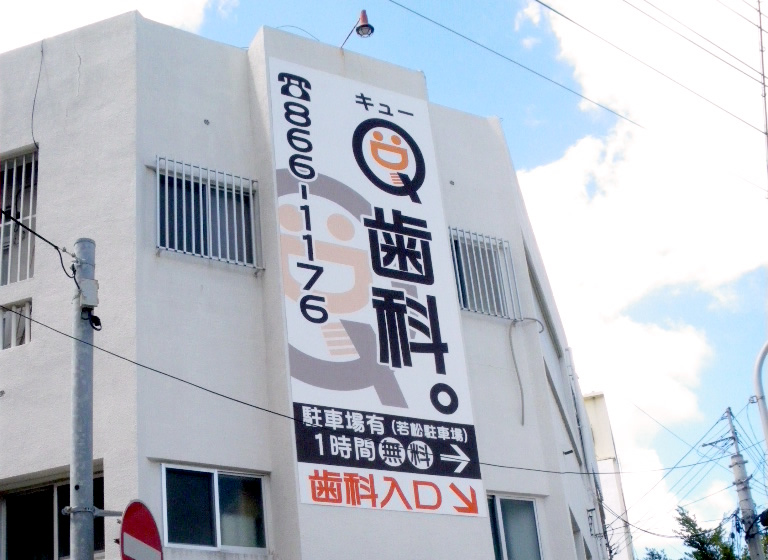 キュー
Q歯科。
☎866-1176
駐車場有(若松駐車場)
1時間無料→
歯科入口↘